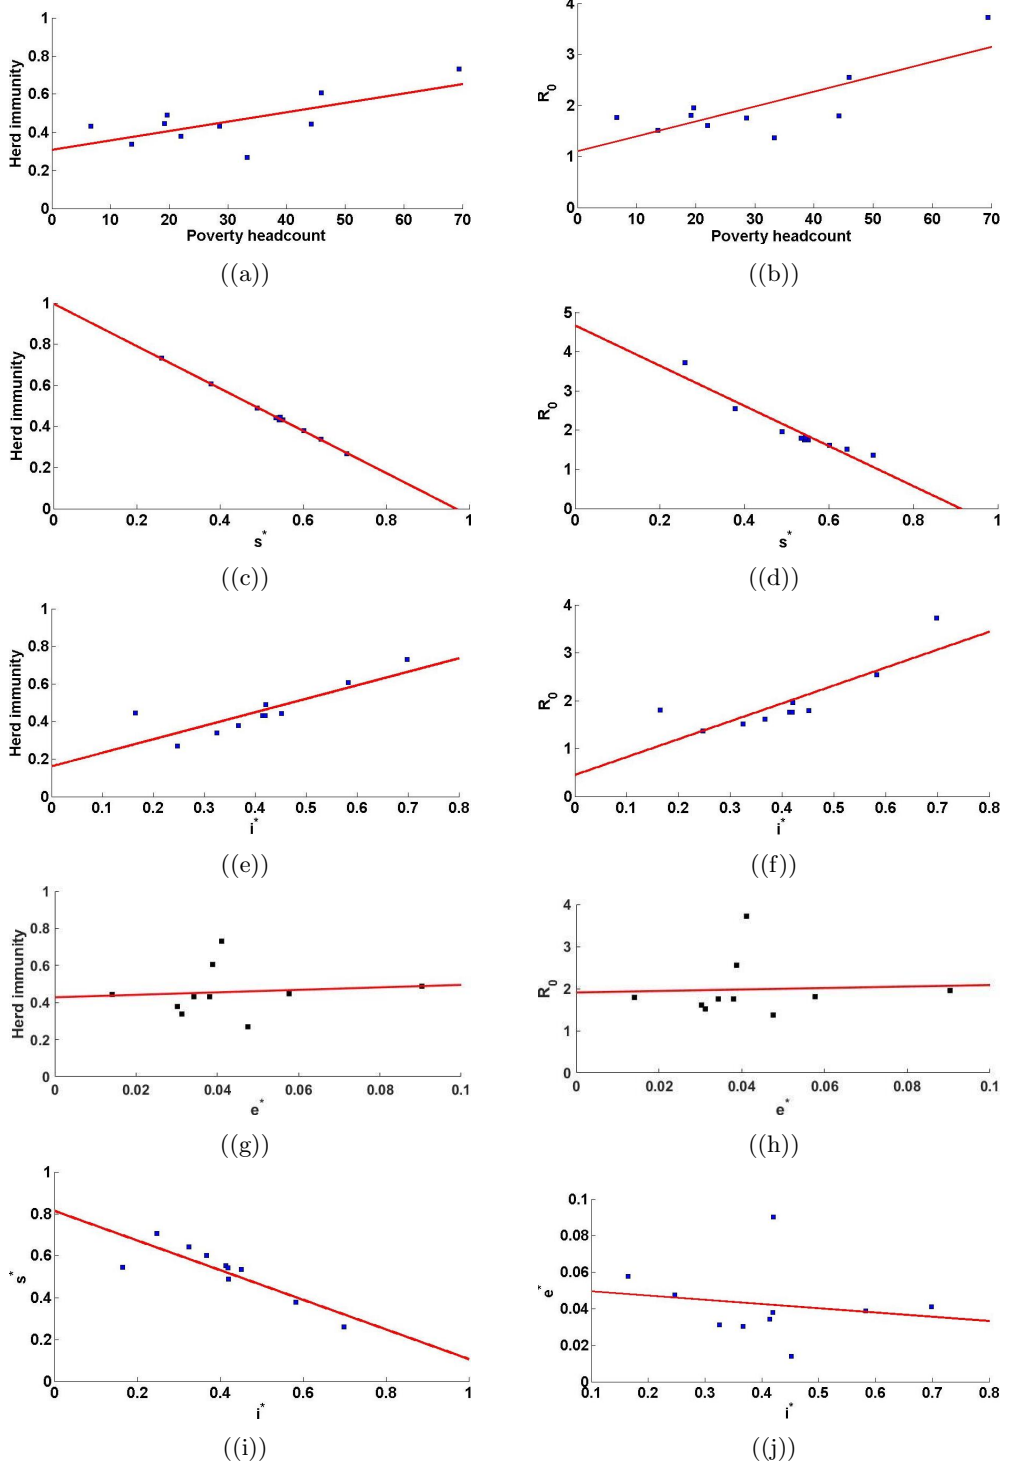 1
0.8
0.6
0.4
0.2
0
Herd immunity
0 10 20 30 40 50 60 70
Poverty headcount
((a))
4
3
2
1
0
R0
0 10 20 30 40 50 60 70
Poverty headcount
((b))
1
0.8
0.6
0.4
0.2
0
Herd immunity
0 0.2 0.4 0.6 0.8 1
s*
((c))
5
4
3
2
1
0
R0
0 0.2 0.4 0.6 0.8 1
s*
((d))
1
0.8
0.6
0.4
0.2
0
Herd immunity
0 0.1 0.2 0.3 0.4 0.5 0.6 0.7 0.8
i*
((e))
4
3
2
1
0
R0
0 0.1 0.2 0.3 0.4 0.5 0.6 0.7 0.8
i*
((f))
1
0.8
0.6
0.4
0.2
0
Herd immunity
0 0.02 0.04 0.06 0.08 0.1
e*
((g))
4
3
2
1
0
R0
0 0.02 0.04 0.06 0.08 0.1
e*
((h))
1
0.8
0.6
0.4
0.2
0
s*
0 0.2 0.4 0.6 0.8 1
i*
((i))
0.1
0.08
0.06
0.04
0.02
0
e*
0.1 0.2 0.3 0.4 0.5 0.6 0.7 0.8
i*
((j))